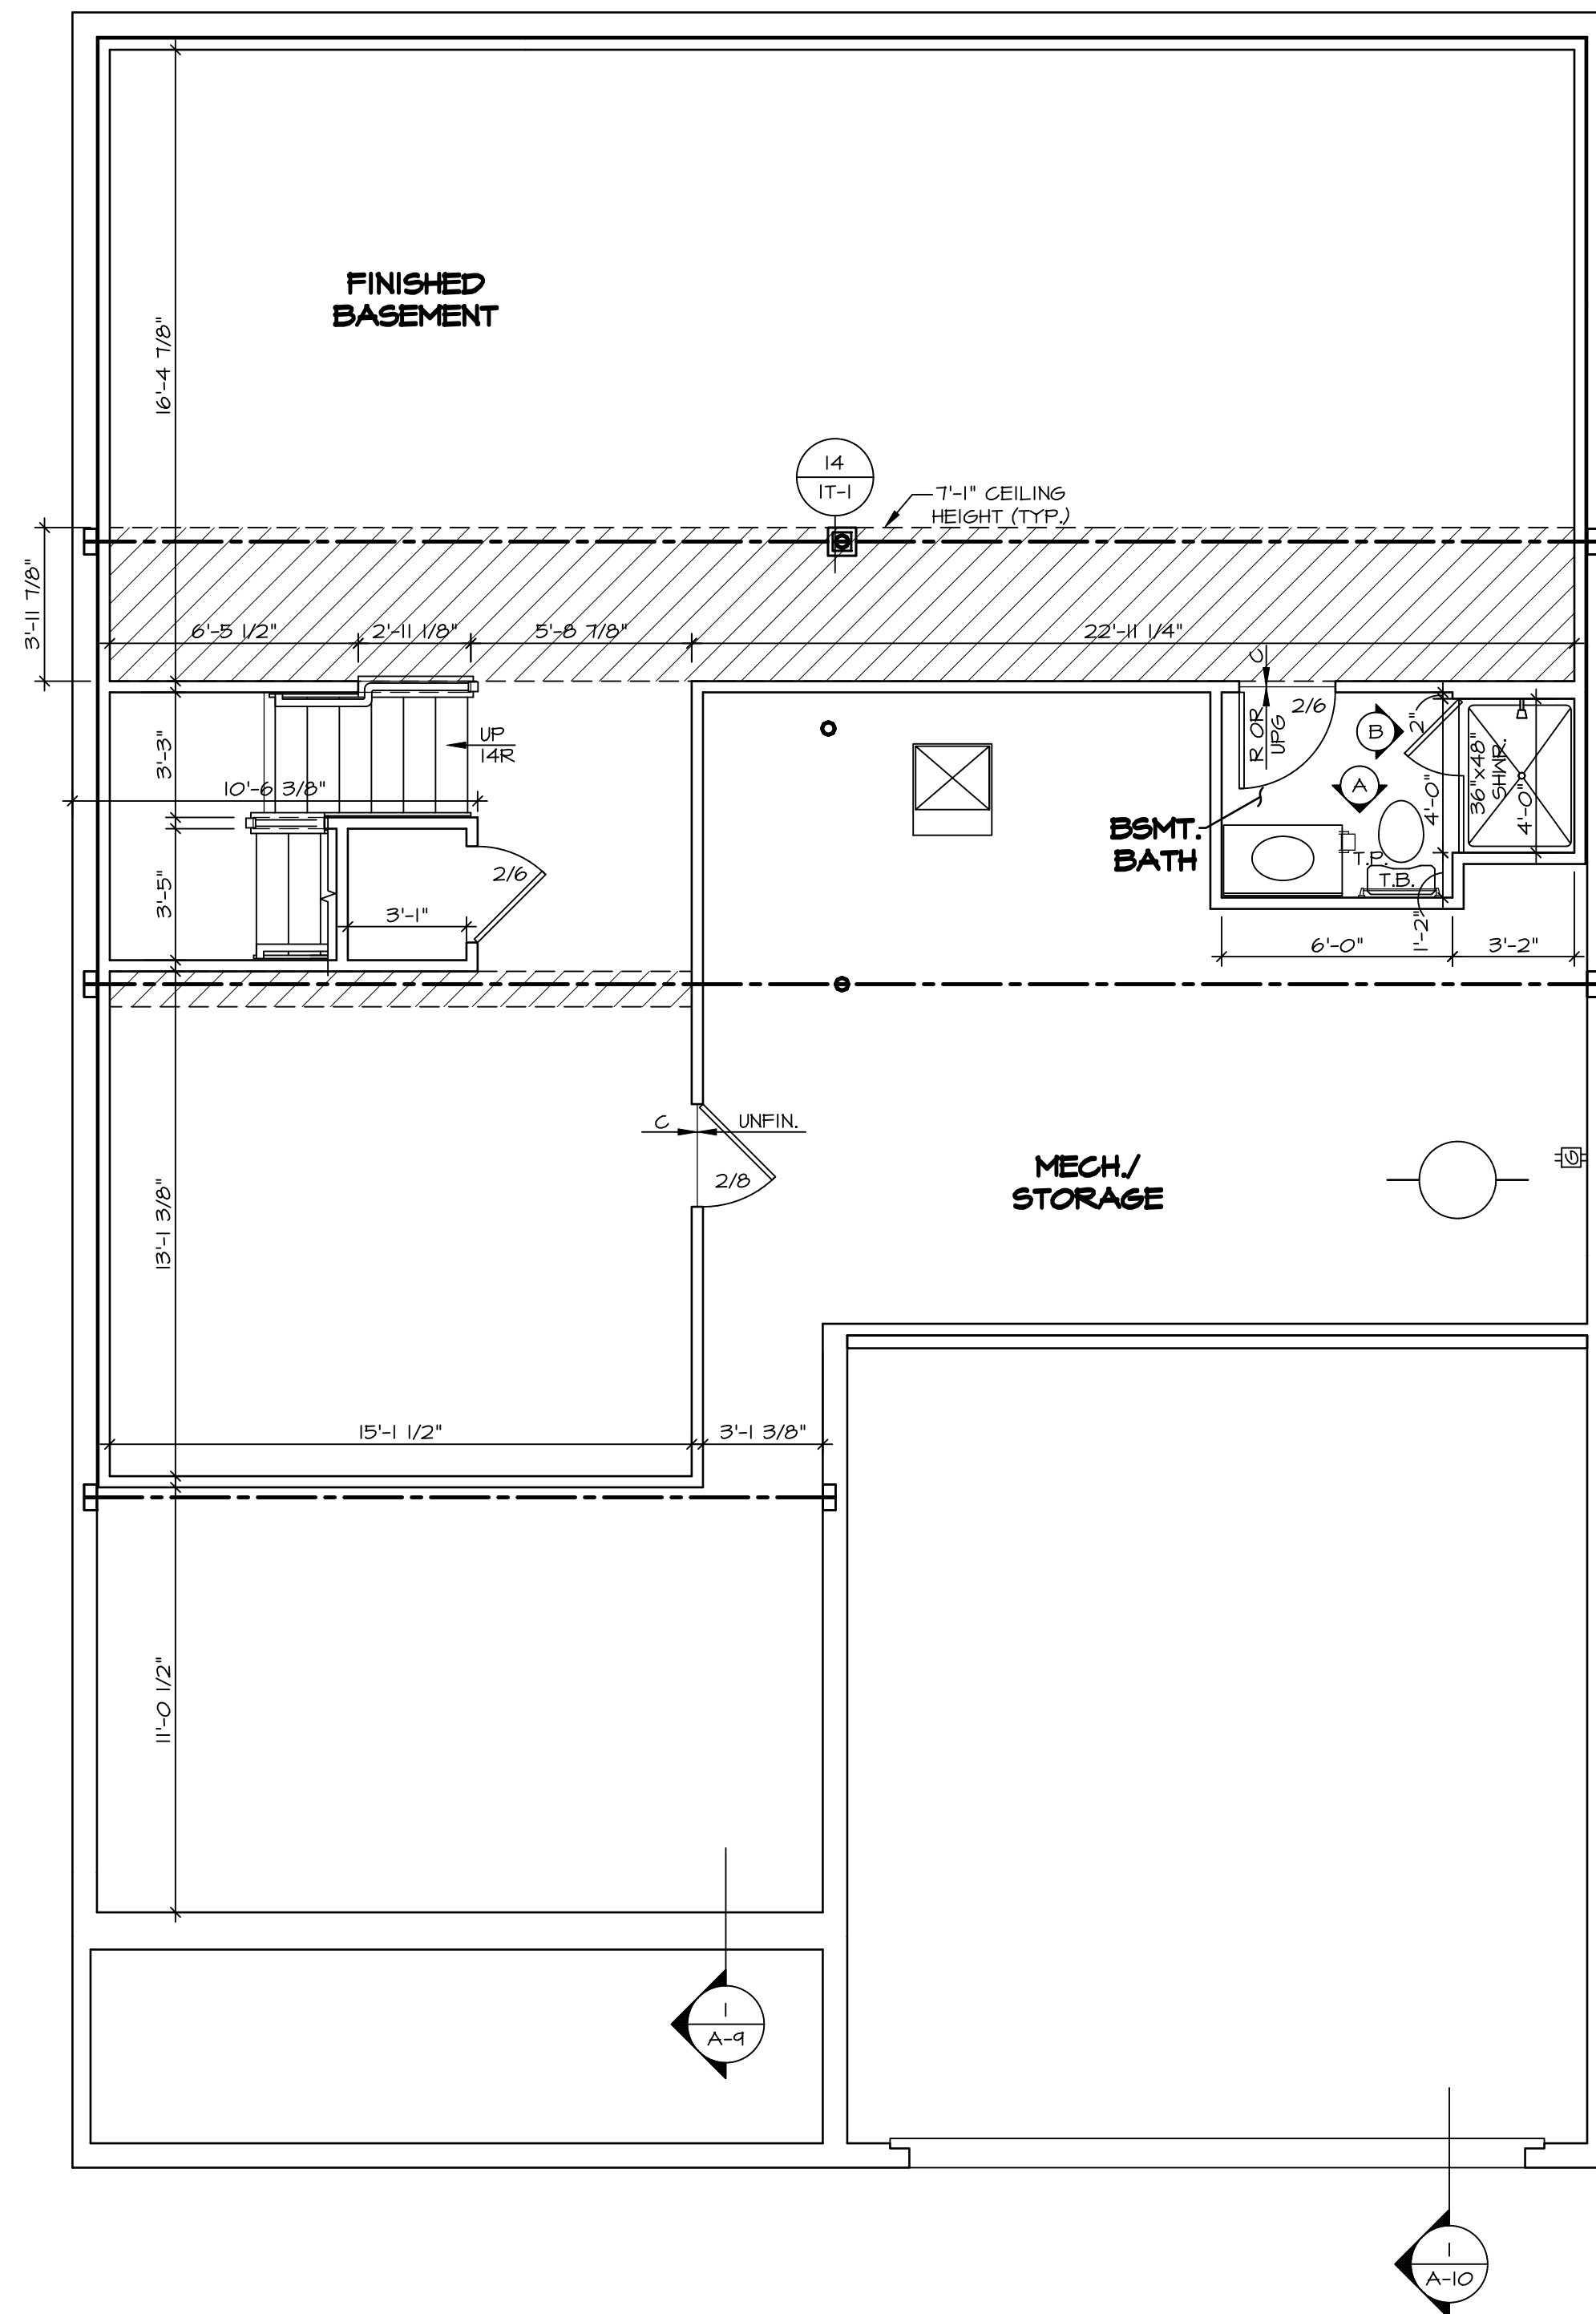 FINISHED
BASEMENT
16'-4 7/8"
14
1T-1
7'-1" CEILING
HEIGHT (TYP.)
3'-11 7/8"
6'-5 1/2"
2'-11 1/8"
5'-8 7/8"
22'-11 1/4"
C
R OR
UPG
2/6
B
2"
A
4'-0"
36"x48"
SHWR.
4'-0"
UP
14R
3'-3"
10'-6 3/8"
BSMT.
BATH
T.P.
T.B.
2/6
3'-5"
3'-1"
1'-2"
6'-0"
3'-2"
C
UNFIN.
2/8
MECH./
STORAGE
G
13'-1 3/8"
15'-1 1/2"
3'-1 3/8"
11'-0 1/2"
1
A-9
1
A-10